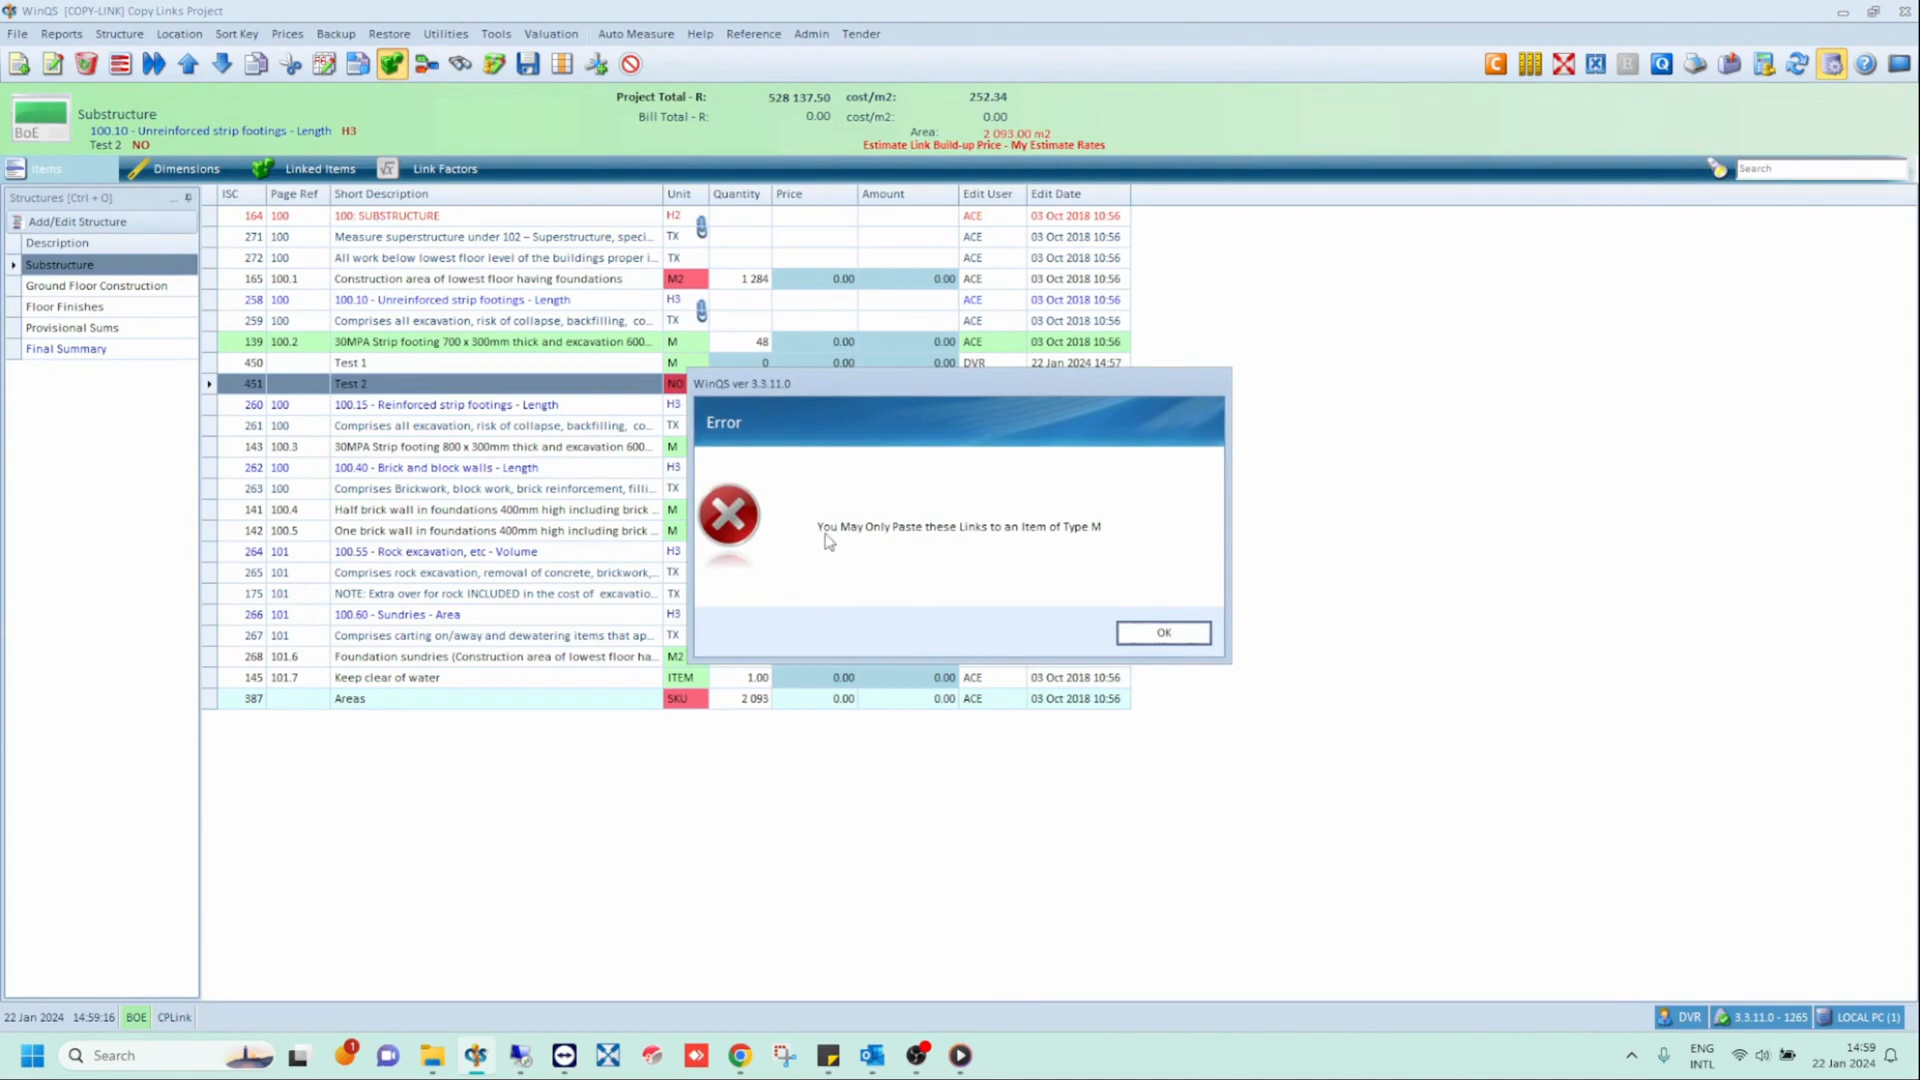 WinQS [COPY-LINK] Copy Links Project
File Reports Structure Location Sort Key Prices Backup Restore Utilities Tools Valuation Auto Measure Help Reference Admin Tender
BoE
Substructure
100.10 - Unreinforced strip footings - Length H3
Test 2 NO
Project Total - R: 528 137.50 cost/m2: 252.34
Bill Total - R: 0.00 cost/m2: 0.00
Area: 2 093.00 m2
Estimate Link Build-up Price - My Estimate Rates
Items Dimensions Linked Items Link Factors Search
Structures [Ctrl + O] ...
Add/Edit Structure
Description
Substructure
Ground Floor Construction
Floor Finishes
Provisional Sums
Final Summary
ISC Page Ref Short Description Unit Quantity Price Amount Edit User Edit Date
164 100 100: SUBSTRUCTURE H2 ACE 03 Oct 2018 10:56
271 100 Measure superstructure under 102 – Superstructure, speci... TX ACE 03 Oct 2018 10:56
272 100 All work below lowest floor level of the buildings proper i... TX ACE 03 Oct 2018 10:56
165 100.1 Construction area of lowest floor having foundations M2 1 284 0.00 0.00 ACE 03 Oct 2018 10:56
258 100 100.10 - Unreinforced strip footings - Length H3 ACE 03 Oct 2018 10:56
259 100 Comprises all excavation, risk of collapse, backfilling, co... TX ACE 03 Oct 2018 10:56
139 100.2 30MPA Strip footing 700 x 300mm thick and excavation 600... M 48 0.00 0.00 ACE 03 Oct 2018 10:56
450 Test 1 M 0 0.00 0.00 DVR 22 Jan 2024 14:57
451 Test 2 NO
260 100 100.15 - Reinforced strip footings - Length H3
261 100 Comprises all excavation, risk of collapse, backfilling, co... TX
143 100.3 30MPA Strip footing 800 x 300mm thick and excavation 600... M
262 100 100.40 - Brick and block walls - Length H3
263 100 Comprises Brickwork, block work, brick reinforcement, filli... TX
141 100.4 Half brick wall in foundations 400mm high including brick ... M
142 100.5 One brick wall in foundations 400mm high including brick ... M
264 101 100.55 - Rock excavation, etc - Volume H3
265 101 Comprises rock excavation, removal of concrete, brickwork,... TX
175 101 NOTE: Extra over for rock INCLUDED in the cost of excavatio... TX
266 101 100.60 - Sundries - Area H3
267 101 Comprises carting on/away and dewatering items that ap... TX
268 101.6 Foundation sundries (Construction area of lowest floor ha... M2
145 101.7 Keep clear of water ITEM 1.00 0.00 0.00 ACE 03 Oct 2018 10:56
387 Areas SKU 2 093 0.00 0.00 ACE 03 Oct 2018 10:56
WinQS ver 3.3.11.0
Error
You May Only Paste these Links to an Item of Type M
OK
22 Jan 2024 14:59:16 BOE CPLink DVR 3.3.11.0 - 1265 LOCAL PC (1)
Search 1 ENG INTL 14:59 22 Jan 2024